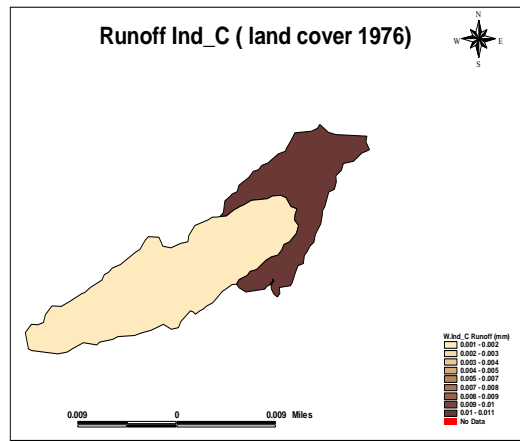 Runoff Ind_C ( land cover 1976)
N
W E
S
W.Ind_C Runoff (mm)
0.001 - 0.002
0.002 - 0.003
0.003 - 0.004
0.004 - 0.005
0.005 - 0.007
0.007 - 0.008
0.008 - 0.009
0.009 - 0.01
0.01 - 0.011
No Data
0.009 0 0.009 Miles